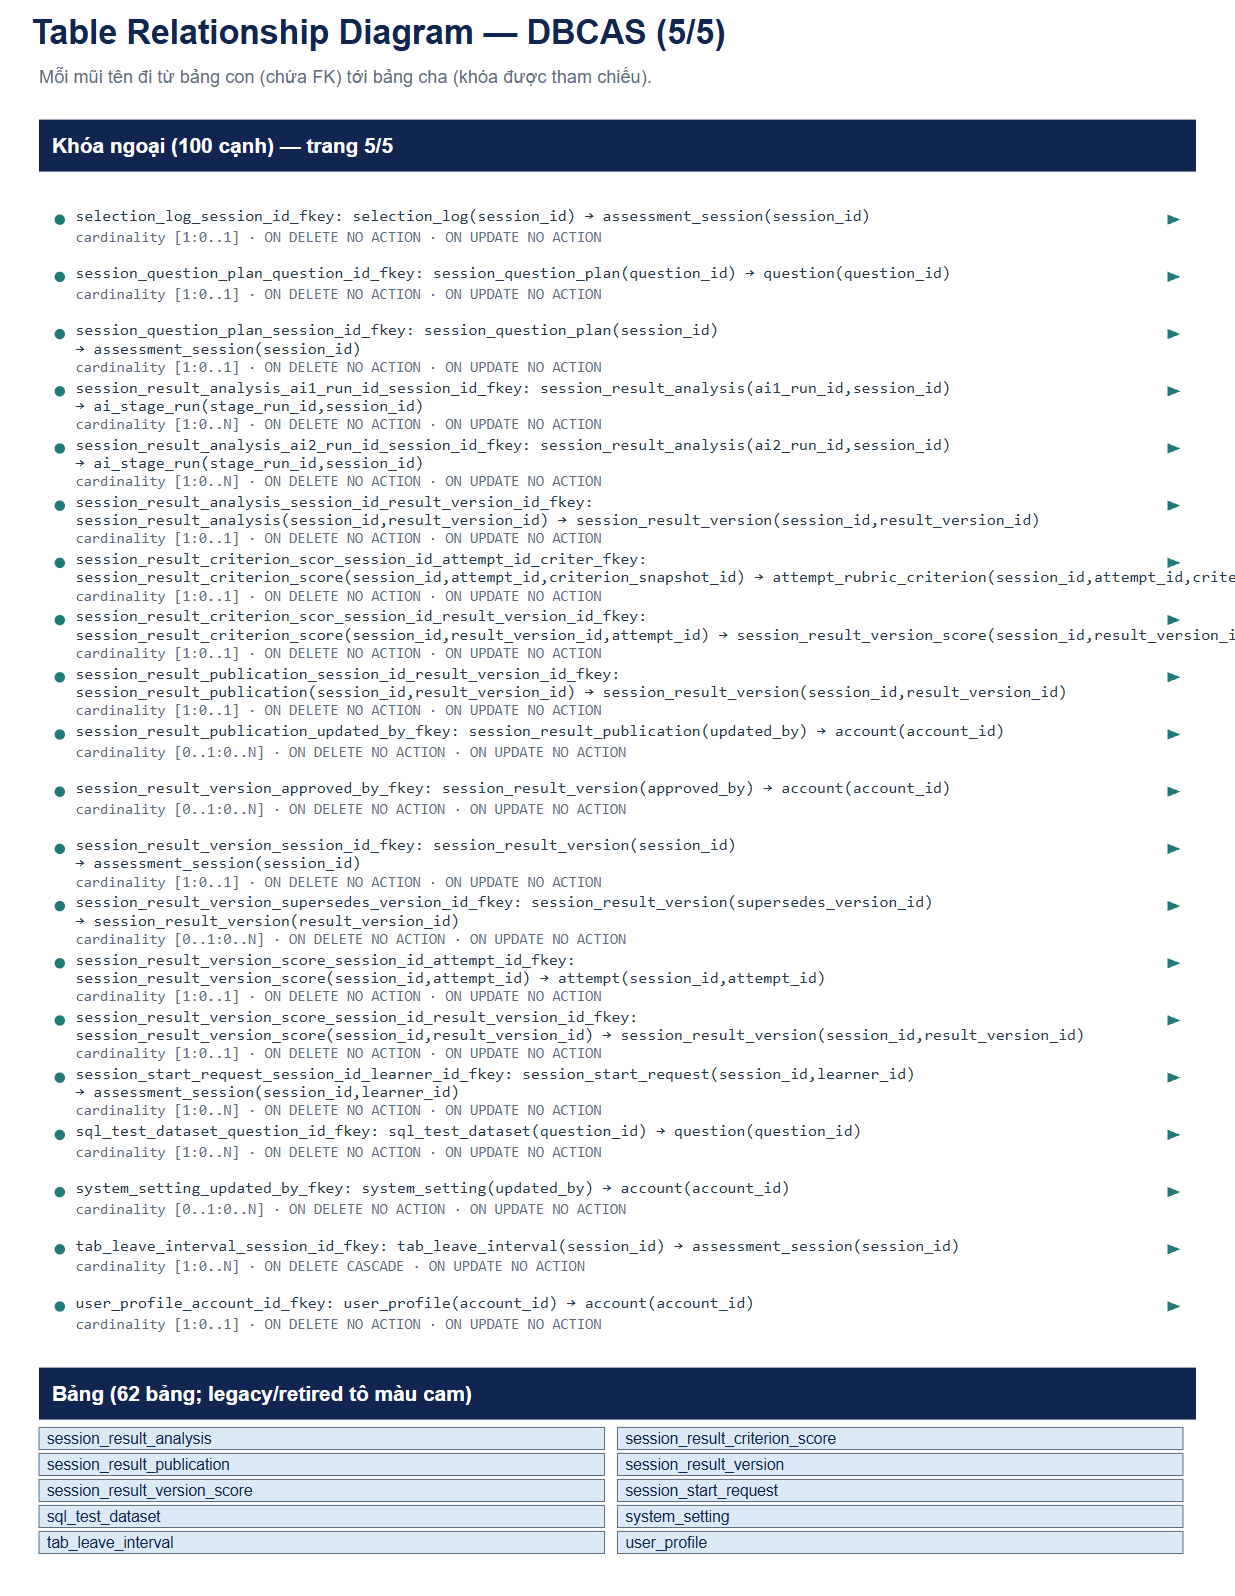 Table Relationship Diagram — DBCAS (5/5)
Mỗi mũi tên đi từ bảng con (chứa FK) tới bảng cha (khóa được tham chiếu).
Khóa ngoại (100 cạnh) — trang 5/5
selection_log_session_id_fkey: selection_log(session_id) → assessment_session(session_id)
cardinality [1:0..1] · ON DELETE NO ACTION · ON UPDATE NO ACTION
session_question_plan_question_id_fkey: session_question_plan(question_id) → question(question_id)
cardinality [1:0..1] · ON DELETE NO ACTION · ON UPDATE NO ACTION
session_question_plan_session_id_fkey: session_question_plan(session_id)
→ assessment_session(session_id)
cardinality [1:0..1] · ON DELETE NO ACTION · ON UPDATE NO ACTION
session_result_analysis_ai1_run_id_session_id_fkey: session_result_analysis(ai1_run_id,session_id)
→ ai_stage_run(stage_run_id,session_id)
cardinality [1:0..N] · ON DELETE NO ACTION · ON UPDATE NO ACTION
session_result_analysis_ai2_run_id_session_id_fkey: session_result_analysis(ai2_run_id,session_id)
→ ai_stage_run(stage_run_id,session_id)
cardinality [1:0..N] · ON DELETE NO ACTION · ON UPDATE NO ACTION
session_result_analysis_session_id_result_version_id_fkey:
session_result_analysis(session_id,result_version_id) → session_result_version(session_id,result_version_id)
cardinality [1:0..1] · ON DELETE NO ACTION · ON UPDATE NO ACTION
session_result_criterion_scor_session_id_attempt_id_criter_fkey:
session_result_criterion_score(session_id,attempt_id,criterion_snapshot_id) → attempt_rubric_criterion(session_id,attempt_id,crite
cardinality [1:0..1] · ON DELETE NO ACTION · ON UPDATE NO ACTION
session_result_criterion_scor_session_id_result_version_id_fkey:
session_result_criterion_score(session_id,result_version_id,attempt_id) → session_result_version_score(session_id,result_version_i
cardinality [1:0..1] · ON DELETE NO ACTION · ON UPDATE NO ACTION
session_result_publication_session_id_result_version_id_fkey:
session_result_publication(session_id,result_version_id) → session_result_version(session_id,result_version_id)
cardinality [1:0..1] · ON DELETE NO ACTION · ON UPDATE NO ACTION
session_result_publication_updated_by_fkey: session_result_publication(updated_by) → account(account_id)
cardinality [0..1:0..N] · ON DELETE NO ACTION · ON UPDATE NO ACTION
session_result_version_approved_by_fkey: session_result_version(approved_by) → account(account_id)
cardinality [0..1:0..N] · ON DELETE NO ACTION · ON UPDATE NO ACTION
session_result_version_session_id_fkey: session_result_version(session_id)
→ assessment_session(session_id)
cardinality [1:0..1] · ON DELETE NO ACTION · ON UPDATE NO ACTION
session_result_version_supersedes_version_id_fkey: session_result_version(supersedes_version_id)
→ session_result_version(result_version_id)
cardinality [0..1:0..N] · ON DELETE NO ACTION · ON UPDATE NO ACTION
session_result_version_score_session_id_attempt_id_fkey:
session_result_version_score(session_id,attempt_id) → attempt(session_id,attempt_id)
cardinality [1:0..1] · ON DELETE NO ACTION · ON UPDATE NO ACTION
session_result_version_score_session_id_result_version_id_fkey:
session_result_version_score(session_id,result_version_id) → session_result_version(session_id,result_version_id)
cardinality [1:0..1] · ON DELETE NO ACTION · ON UPDATE NO ACTION
session_start_request_session_id_learner_id_fkey: session_start_request(session_id,learner_id)
→ assessment_session(session_id,learner_id)
cardinality [1:0..N] · ON DELETE NO ACTION · ON UPDATE NO ACTION
sql_test_dataset_question_id_fkey: sql_test_dataset(question_id) → question(question_id)
cardinality [1:0..N] · ON DELETE NO ACTION · ON UPDATE NO ACTION
system_setting_updated_by_fkey: system_setting(updated_by) → account(account_id)
cardinality [0..1:0..N] · ON DELETE NO ACTION · ON UPDATE NO ACTION
tab_leave_interval_session_id_fkey: tab_leave_interval(session_id) → assessment_session(session_id)
cardinality [1:0..N] · ON DELETE CASCADE · ON UPDATE NO ACTION
user_profile_account_id_fkey: user_profile(account_id) → account(account_id)
cardinality [1:0..1] · ON DELETE NO ACTION · ON UPDATE NO ACTION
Bảng (62 bảng; legacy/retired tô màu cam)
session_result_analysis
session_result_criterion_score
session_result_publication
session_result_version
session_result_version_score
session_start_request
sql_test_dataset
system_setting
tab_leave_interval
user_profile